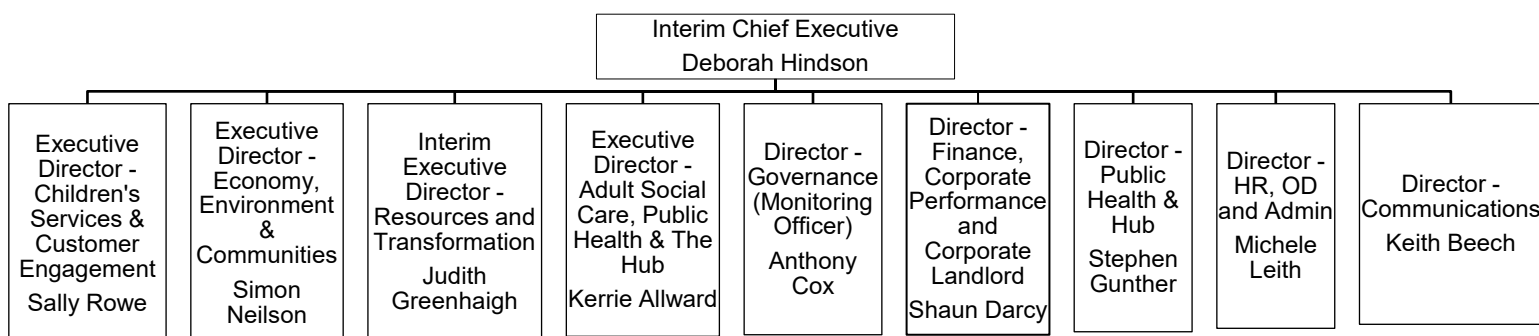 Interim Chief Executive
Deborah Hindson
Executive
Director -
Children's
Services &
Customer
Engagement
Sally Rowe
Executive
Director -
Economy,
Environment
&
Communities
Simon
Neilson
Interim
Executive
Director -
Resources and
Transformation
Judith
Greenhaigh
Executive
Director -
Adult Social
Care, Public
Health & The
Hub
Kerrie Allward
Director -
Governance
(Monitoring
Officer)
Anthony
Cox
Director -
Finance,
Corporate
Performance
and
Corporate
Landlord
Shaun Darcy
Director -
Public
Health &
Hub
Stephen
Gunther
Director -
HR, OD
and Admin
Michele
Leith
Director -
Communications
Keith Beech